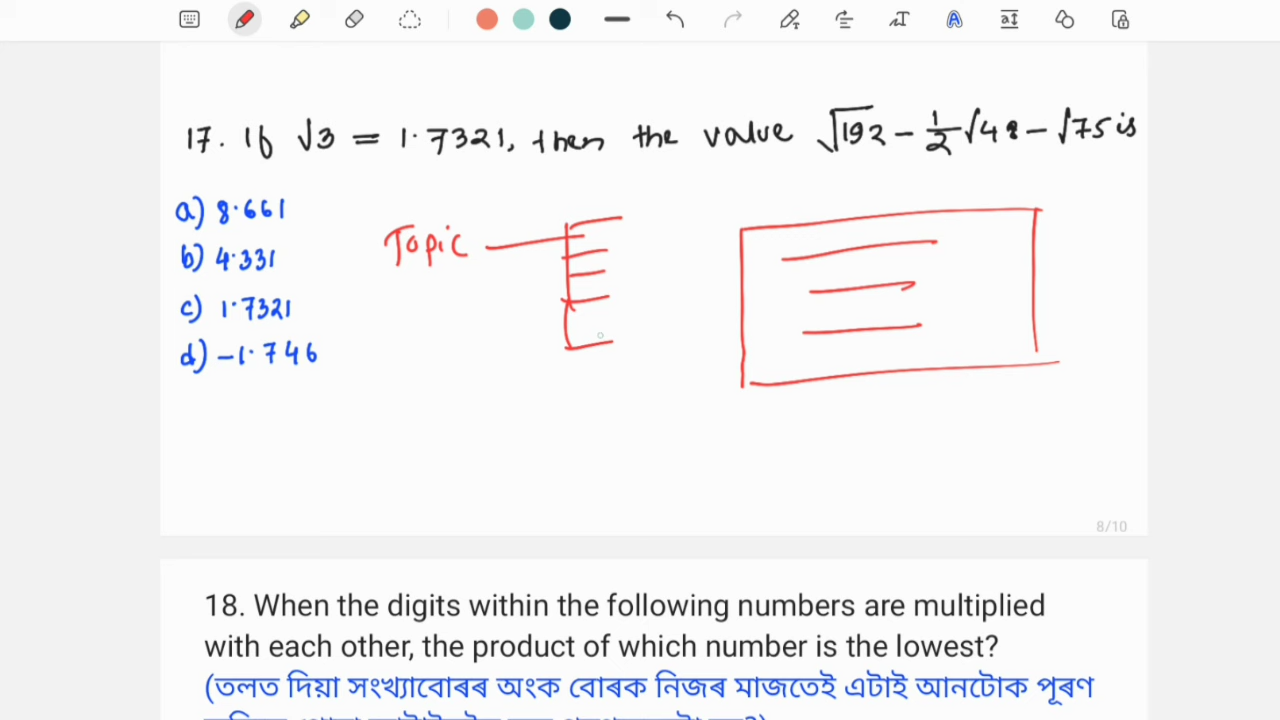 17. If √3 = 1.7321, then the value √192 - 1/2 √48 - √75 is
a) 8.661
b) 4.331
c) 1.7321
d) -1.746
Topic
8/10
18. When the digits within the following numbers are multiplied
with each other, the product of which number is the lowest?
(তলত দিয়া সংখ্যাবোৰৰ অংক বোৰক নিজৰ মাজতেই এটাই আনটোক পূৰণ